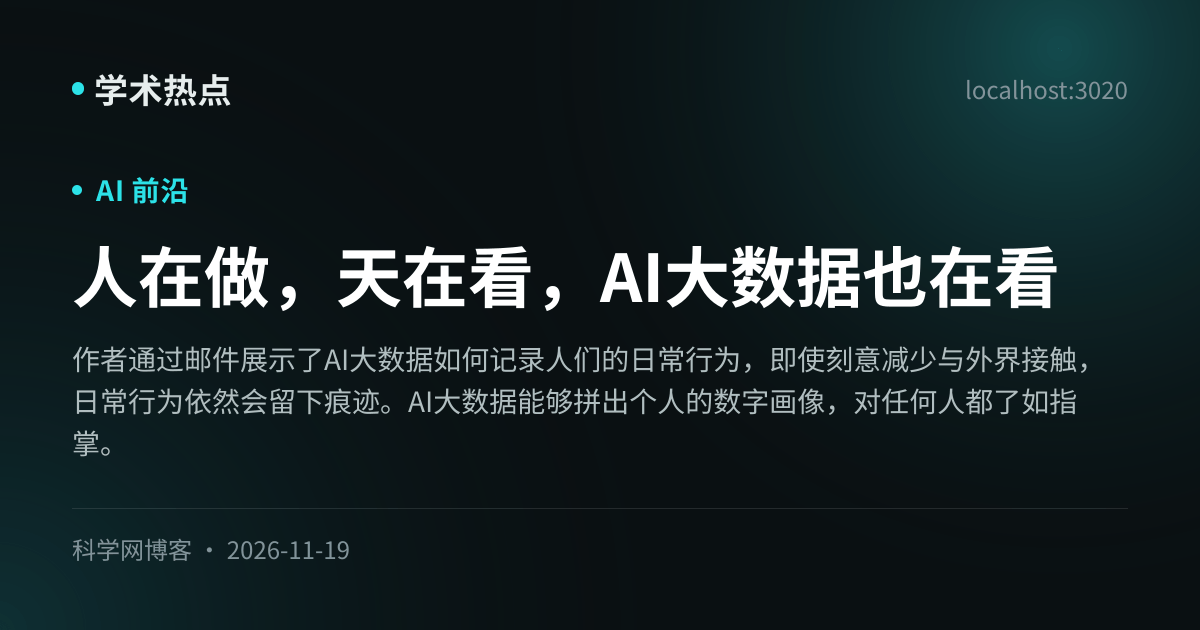 学术热点
localhost:3020
AI 前沿
人在做，天在看，AI大数据也在看
作者通过邮件展示了AI大数据如何记录人们的日常行为，即使刻意减少与外界接触，
日常行为依然会留下痕迹。AI大数据能够拼出个人的数字画像，对任何人都了如指
掌。
科学网博客 · 2026-11-19